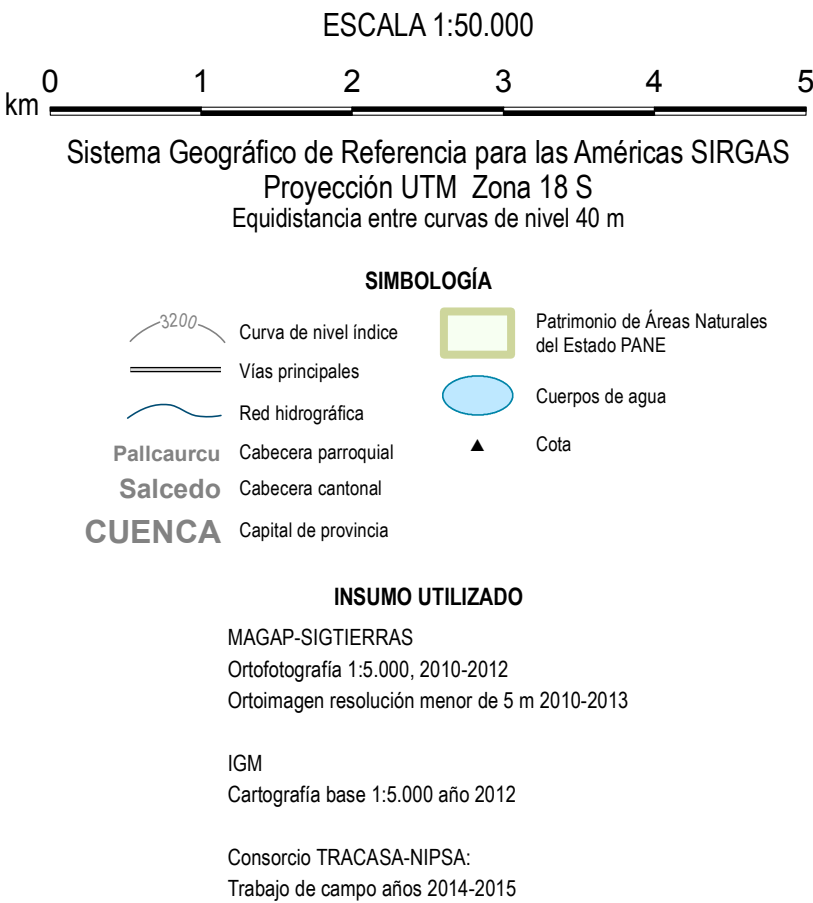 ESCALA 1:50.000
0 1 2 3 4 5
km
Sistema Geográfico de Referencia para las Américas SIRGAS
Proyección UTM Zona 18 S
Equidistancia entre curvas de nivel 40 m
SIMBOLOGÍA
3200 Curva de nivel índice
Vías principales
Red hidrográfica
Pallcaurcu Cabecera parroquial
Salcedo Cabecera cantonal
CUENCA Capital de provincia
Patrimonio de Áreas Naturales
del Estado PANE
Cuerpos de agua
Cota
INSUMO UTILIZADO
MAGAP-SIGTIERRAS
Ortofotografía 1:5.000, 2010-2012
Ortoimagen resolución menor de 5 m 2010-2013
IGM
Cartografía base 1:5.000 año 2012
Consorcio TRACASA-NIPSA:
Trabajo de campo años 2014-2015